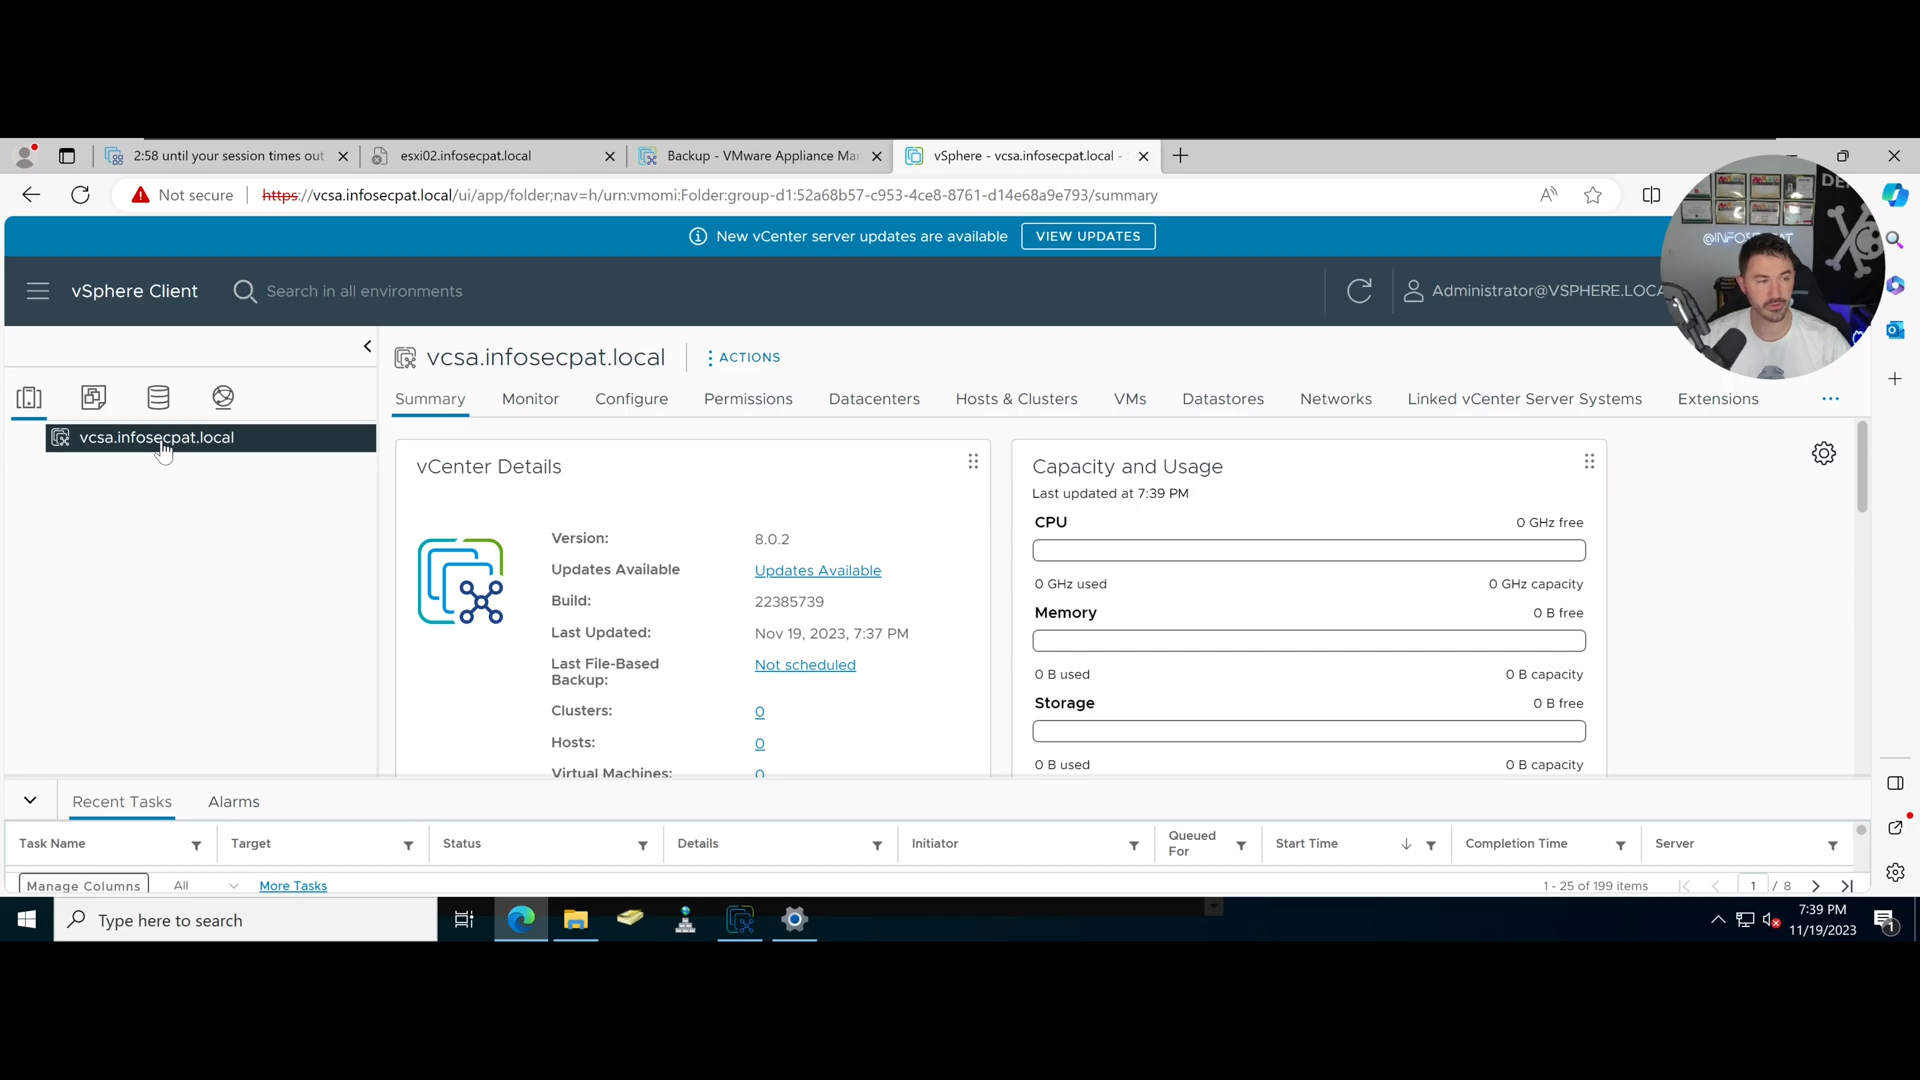 2:58 until your session times out
esxi02.infosecpat.local
Backup - VMware Appliance Ma
vSphere - vcsa.infosecpat.local -
Not secure
https://vcsa.infosecpat.local/ui/app/folder;nav=h/urn:vmomi:Folder:group-d1:52a68b57-c953-4ce8-8761-d14e68a9e793/summary
New vCenter server updates are available
VIEW UPDATES
@INFOSECPAT
vSphere Client
Search in all environments
Administrator@VSPHERE.LOCA
vcsa.infosecpat.local
ACTIONS
Summary
Monitor
Configure
Permissions
Datacenters
Hosts & Clusters
VMs
Datastores
Networks
Linked vCenter Server Systems
Extensions
vcsa.infosecpat.local
vCenter Details
Version: 8.0.2
Updates Available Updates Available
Build: 22385739
Last Updated: Nov 19, 2023, 7:37 PM
Last File-Based Not scheduled
Backup:
Clusters: 0
Hosts: 0
Virtual Machines: 0
Capacity and Usage
Last updated at 7:39 PM
CPU 0 GHz free
0 GHz used 0 GHz capacity
Memory 0 B free
0 B used 0 B capacity
Storage 0 B free
0 B used 0 B capacity
Recent Tasks
Alarms
Task Name
Target
Status
Details
Initiator
Queued
For
Start Time
Completion Time
Server
Manage Columns
All
More Tasks
1 - 25 of 199 items
1 / 8
Type here to search
7:39 PM
11/19/2023
1